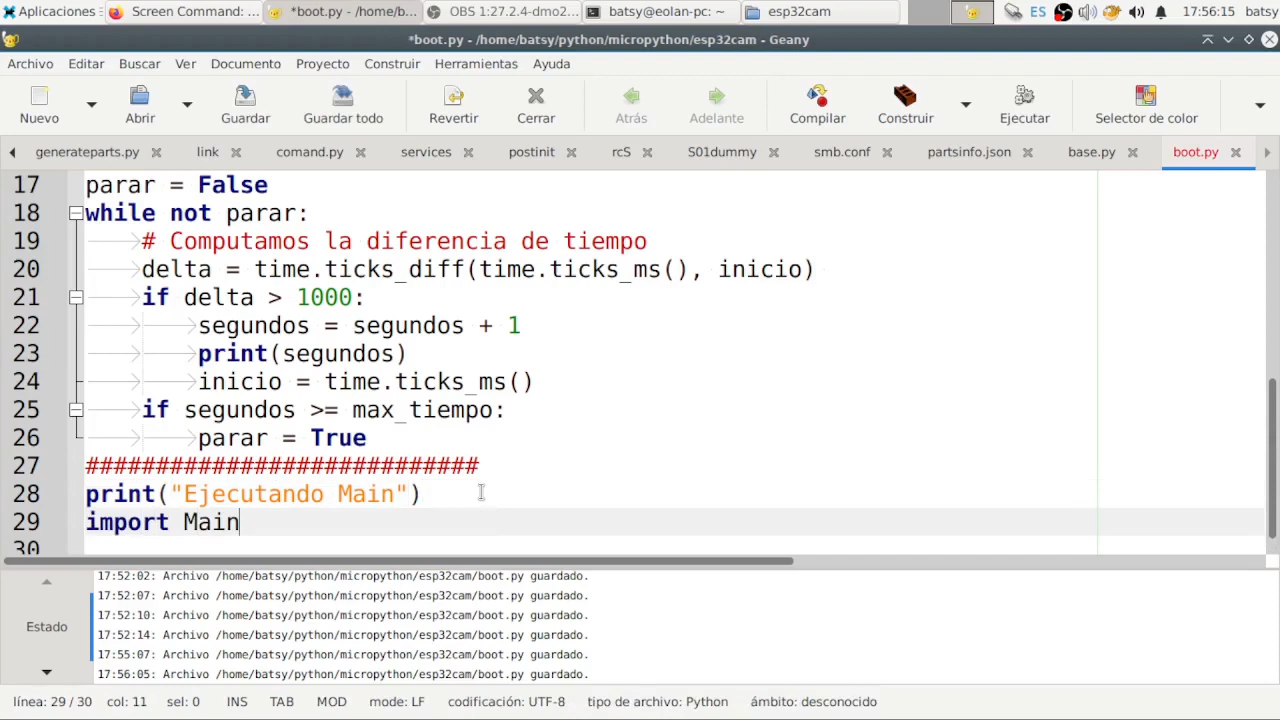 Aplicaciones
Screen Command: ...
*boot.py - /home/b...
OBS 1:27.2.4-dmo2...
batsy@eolan-pc: ~
esp32cam
ES
17:56:15
batsy
*boot.py - /home/batsy/python/micropython/esp32cam - Geany
Archivo Editar Buscar Ver Documento Proyecto Construir Herramientas Ayuda
Nuevo Abrir Guardar Guardar todo Revertir Cerrar Atrás Adelante Compilar Construir Ejecutar Selector de color
generateparts.py link comand.py services postinit rcS S01dummy smb.conf partsinfo.json base.py boot.py
17 parar = False
18 while not parar:
19 # Computamos la diferencia de tiempo
20 delta = time.ticks_diff(time.ticks_ms(), inicio)
21 if delta > 1000:
22 segundos = segundos + 1
23 print(segundos)
24 inicio = time.ticks_ms()
25 if segundos >= max_tiempo:
26 parar = True
27 ############################
28 print("Ejecutando Main")
29 import Main
30
Estado
17:52:02: Archivo /home/batsy/python/micropython/esp32cam/boot.py guardado.
17:52:07: Archivo /home/batsy/python/micropython/esp32cam/boot.py guardado.
17:52:10: Archivo /home/batsy/python/micropython/esp32cam/boot.py guardado.
17:52:14: Archivo /home/batsy/python/micropython/esp32cam/boot.py guardado.
17:55:07: Archivo /home/batsy/python/micropython/esp32cam/boot.py guardado.
17:56:05: Archivo /home/batsy/python/micropython/esp32cam/boot.py guardado.
línea: 29 / 30 col: 11 sel: 0 INS TAB MOD mode: LF codificación: UTF-8 tipo de archivo: Python ámbito: desconocido